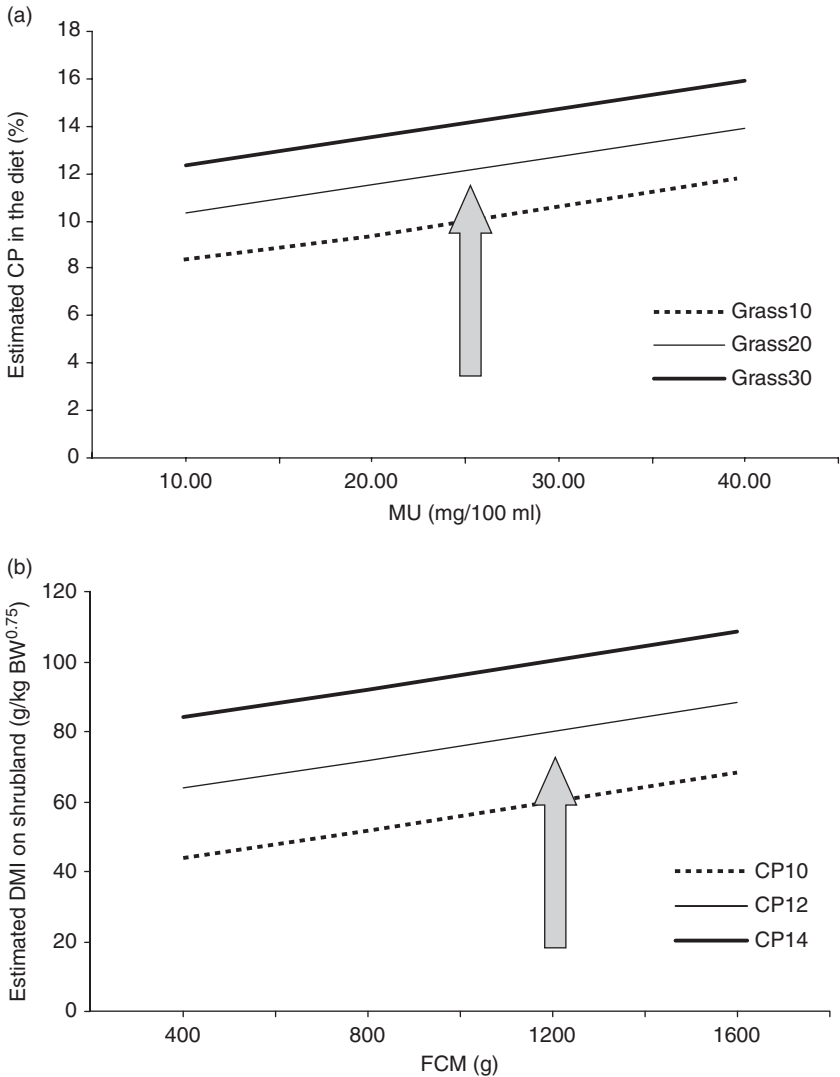 (a)
18
16
14
12
10
8
6
4
2
0
Estimated CP in the diet (%)
Grass10
Grass20
Grass30
10.00 20.00 30.00 40.00
MU (mg/100 ml)
(b)
120
100
80
60
40
20
0
Estimated DMI on shrubland (g/kg BW^0.75)
CP10
CP12
CP14
400 800 1200 1600
FCM (g)